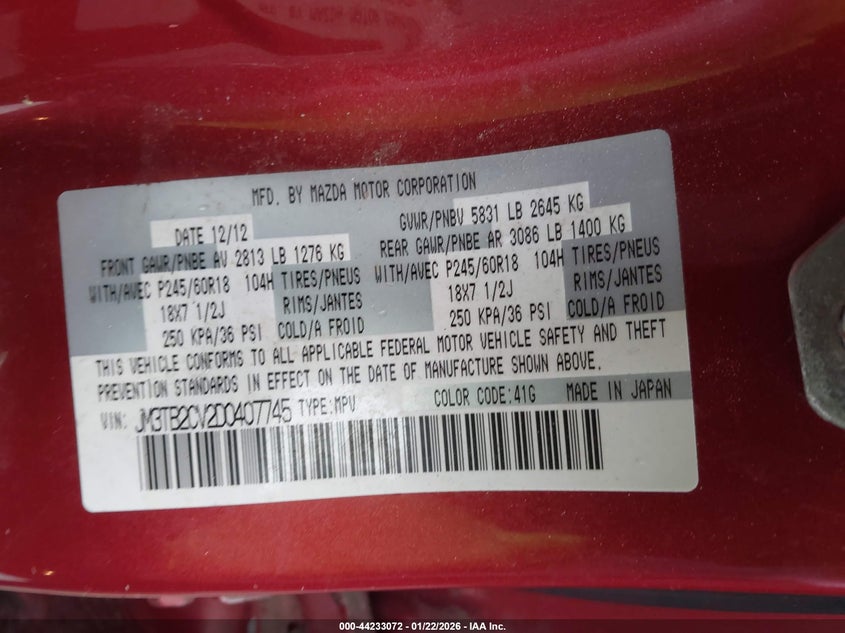 MFD. BY MAZDA MOTOR CORPORATION
DATE 12/12 GVWR/PNBV 5831 LB 2645 KG
FRONT GAWR/PNBE AV 2813 LB 1276 KG REAR GAWR/PNBE AR 3086 LB 1400 KG
WITH/AVEC P245/60R18 104H TIRES/PNEUS WITH/AVEC P245/60R18 104H TIRES/PNEUS
18X7 1/2J RIMS/JANTES 18X7 1/2J RIMS/JANTES
250 KPA/36 PSI COLD/A FROID 250 KPA/36 PSI COLD/A FROID
THIS VEHICLE CONFORMS TO ALL APPLICABLE FEDERAL MOTOR VEHICLE SAFETY AND THEFT
PREVENTION STANDARDS IN EFFECT ON THE DATE OF MANUFACTURE SHOWN ABOVE.
VIN: JM3TB2CV2D0407745 TYPE:MPV COLOR CODE:41G MADE IN JAPAN
000-44233072 - 01/22/2026 - IAA Inc.